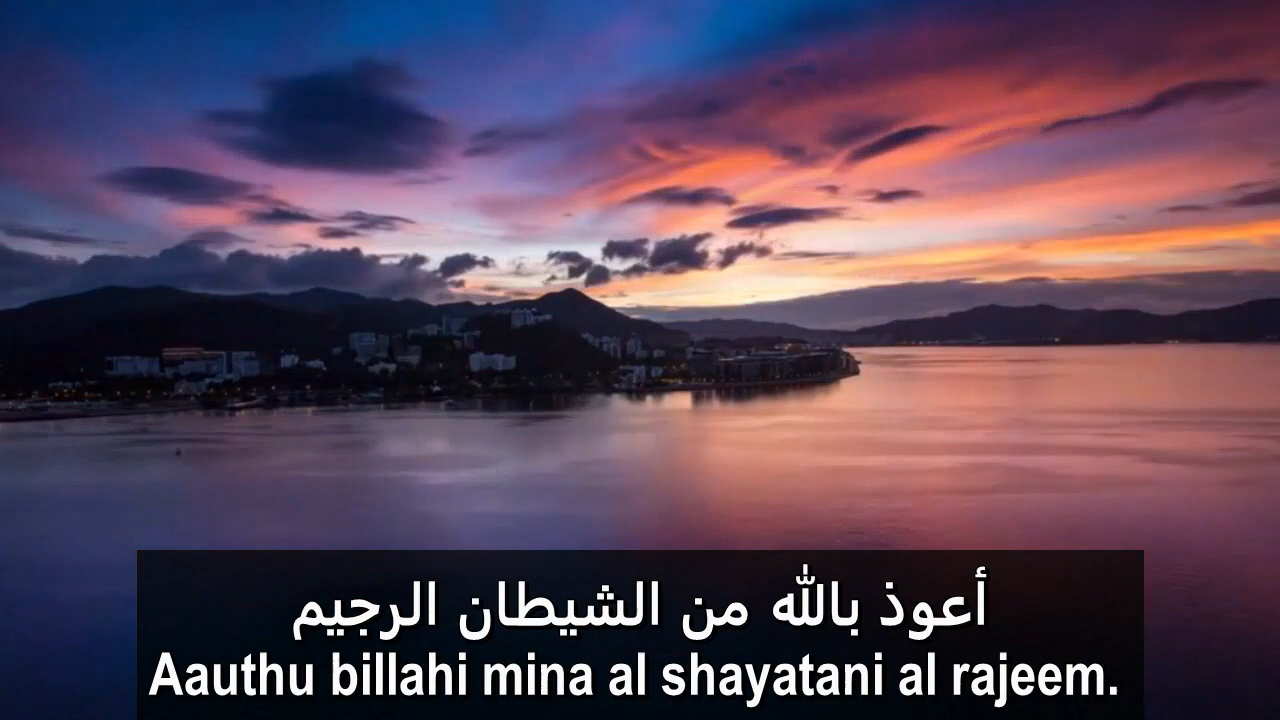 أعوذ بالله من الشيطان الرجيم
Aauthu billahi mina al shayatani al rajeem.